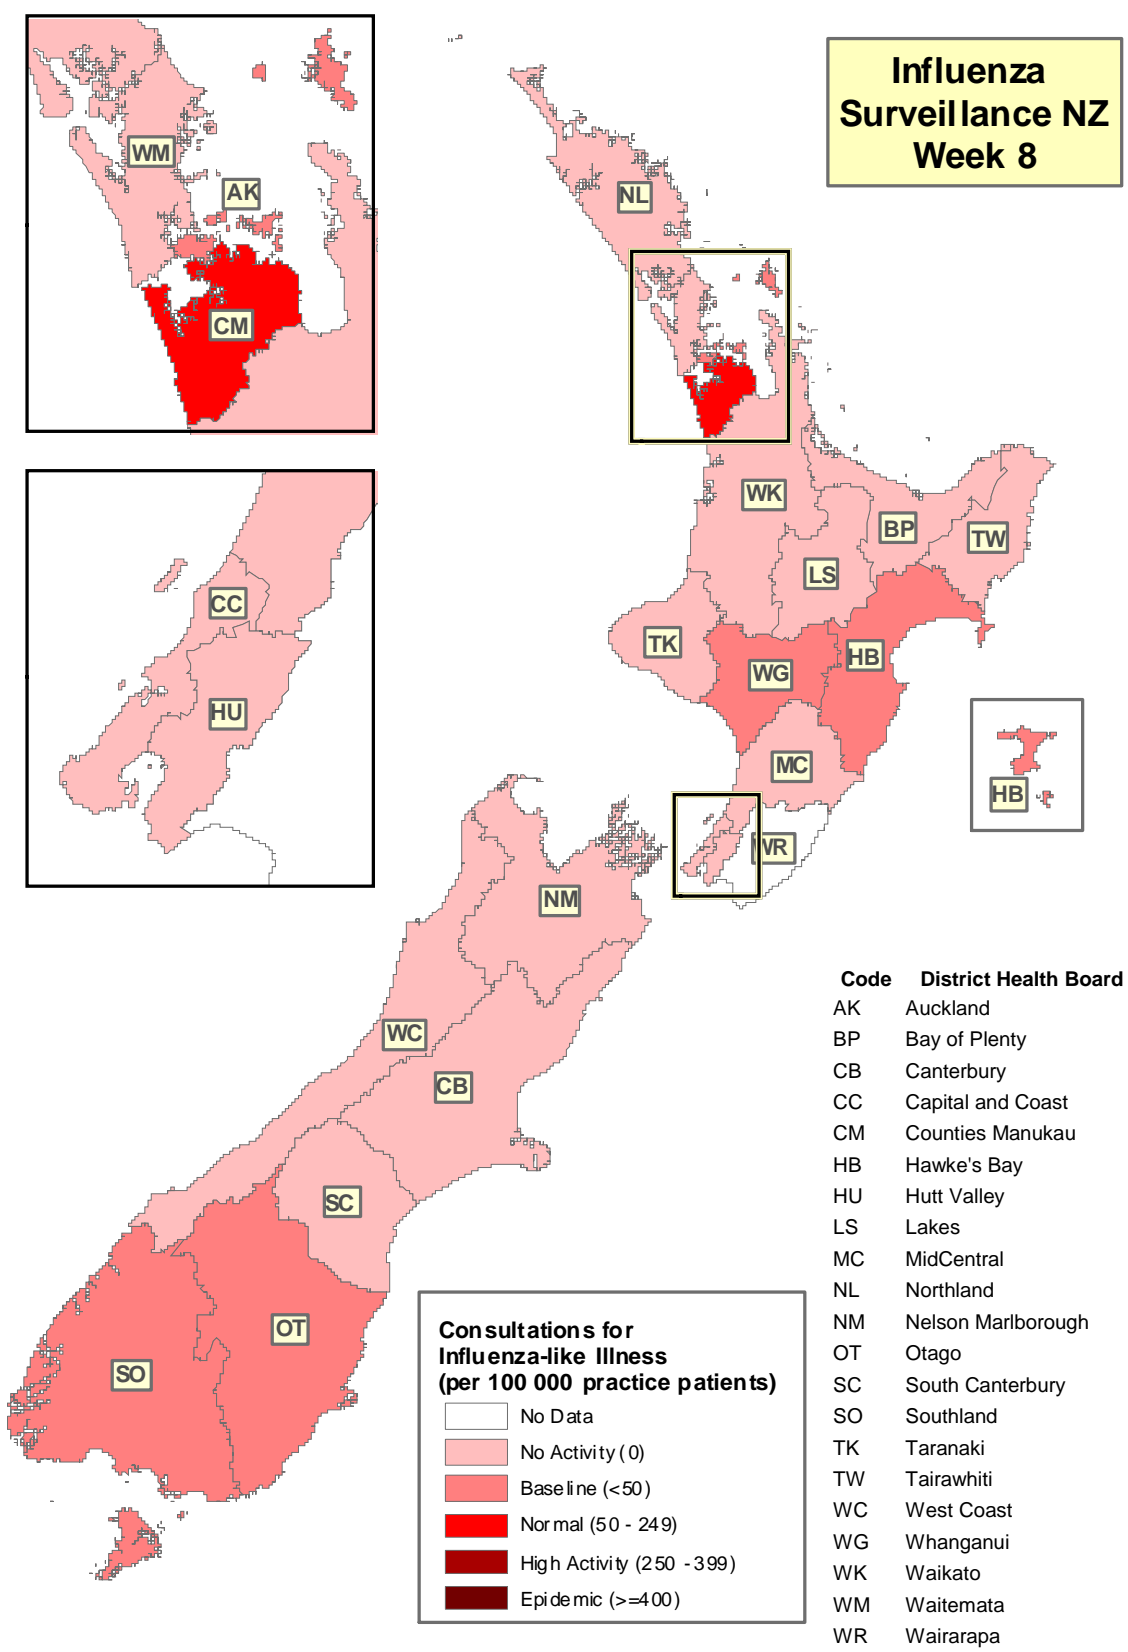 Influenza
Surveillance NZ
Week 8
WM
AK
CM
NL
WK
BP
TW
LS
TK
WG
HB
MC
HB
WR
CC
HU
NM
WC
CB
SC
OT
SO
Consultations for
Influenza-like Illness
(per 100 000 practice patients)
No Data
No Activity (0)
Baseline (<50)
Normal (50 - 249)
High Activity (250 - 399)
Epidemic (>=400)
Code District Health Board
AK Auckland
BP Bay of Plenty
CB Canterbury
CC Capital and Coast
CM Counties Manukau
HB Hawke's Bay
HU Hutt Valley
LS Lakes
MC MidCentral
NL Northland
NM Nelson Marlborough
OT Otago
SC South Canterbury
SO Southland
TK Taranaki
TW Tairawhiti
WC West Coast
WG Whanganui
WK Waikato
WM Waitemata
WR Wairarapa